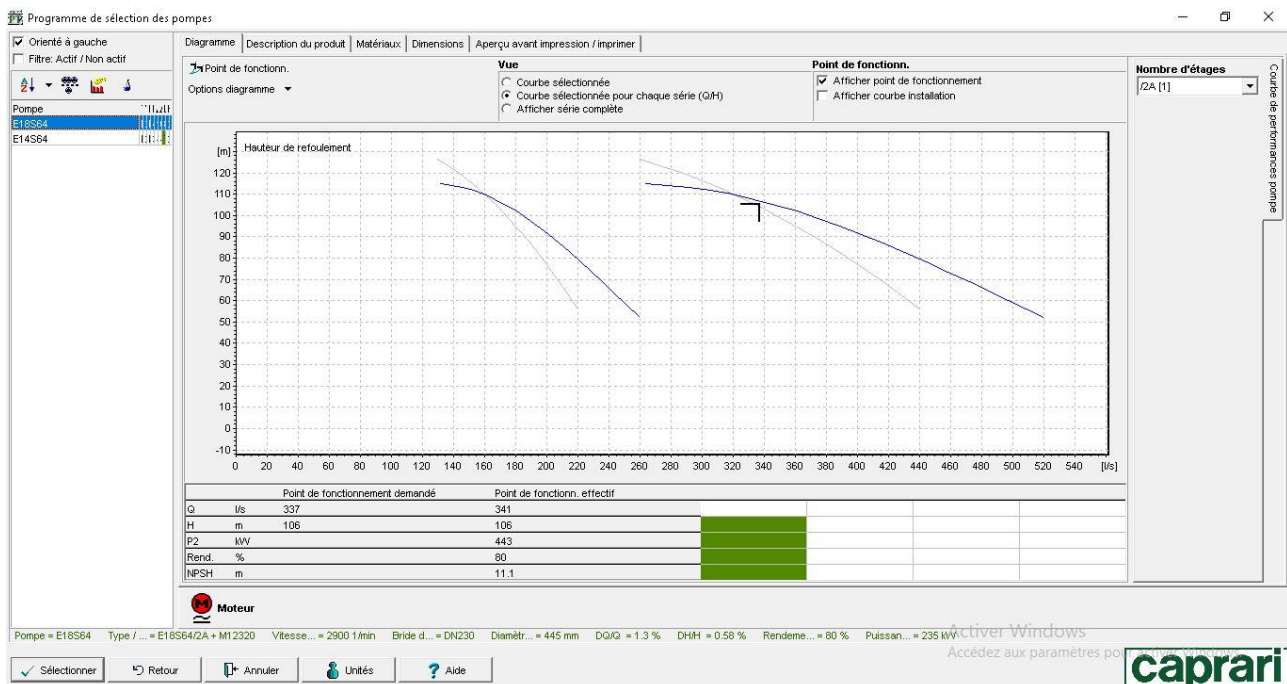 Programme de sélection des pompes
Orienté à gauche
Filtre: Actif / Non actif
Pompe
E18S64
E14S64
Diagramme
Description du produit
Matériaux
Dimensions
Aperçu avant impression / imprimer
Point de fonctionn.
Options diagramme
Vue
Courbe sélectionnée
Courbe sélectionnée pour chaque série (Q/H)
Afficher série complète
Point de fonctionn.
Afficher point de fonctionnement
Afficher courbe installation
Nombre d'étages
/2A [1]
Courbe de performances pompe
[m]
Hauteur de refoulement
120
110
100
90
80
70
60
50
40
30
20
10
0
-10
0 20 40 60 80 100 120 140 160 180 200 220 240 260 280 300 320 340 360 380 400 420 440 460 480 500 520 540 [l/s]
Point de fonctionnement demandé Point de fonctionn. effectif
Q l/s 337 341
H m 106 106
P2 kW 443
Rend. % 80
NPSH m 11.1
Moteur
Pompe = E18S64 Type / ... = E18S64/2A + M12320 Vitesse... = 2900 1/min Bride d... = DN230 Diamètr... = 445 mm DQ/Q = 1.3 % DH/H = 0.58 % Rendeme... = 80 % Puissan... = 235 kW
Activer Windows
Accédez aux paramètres pour activer Windows.
Sélectionner
Retour
Annuler
Unités
Aide
caprari